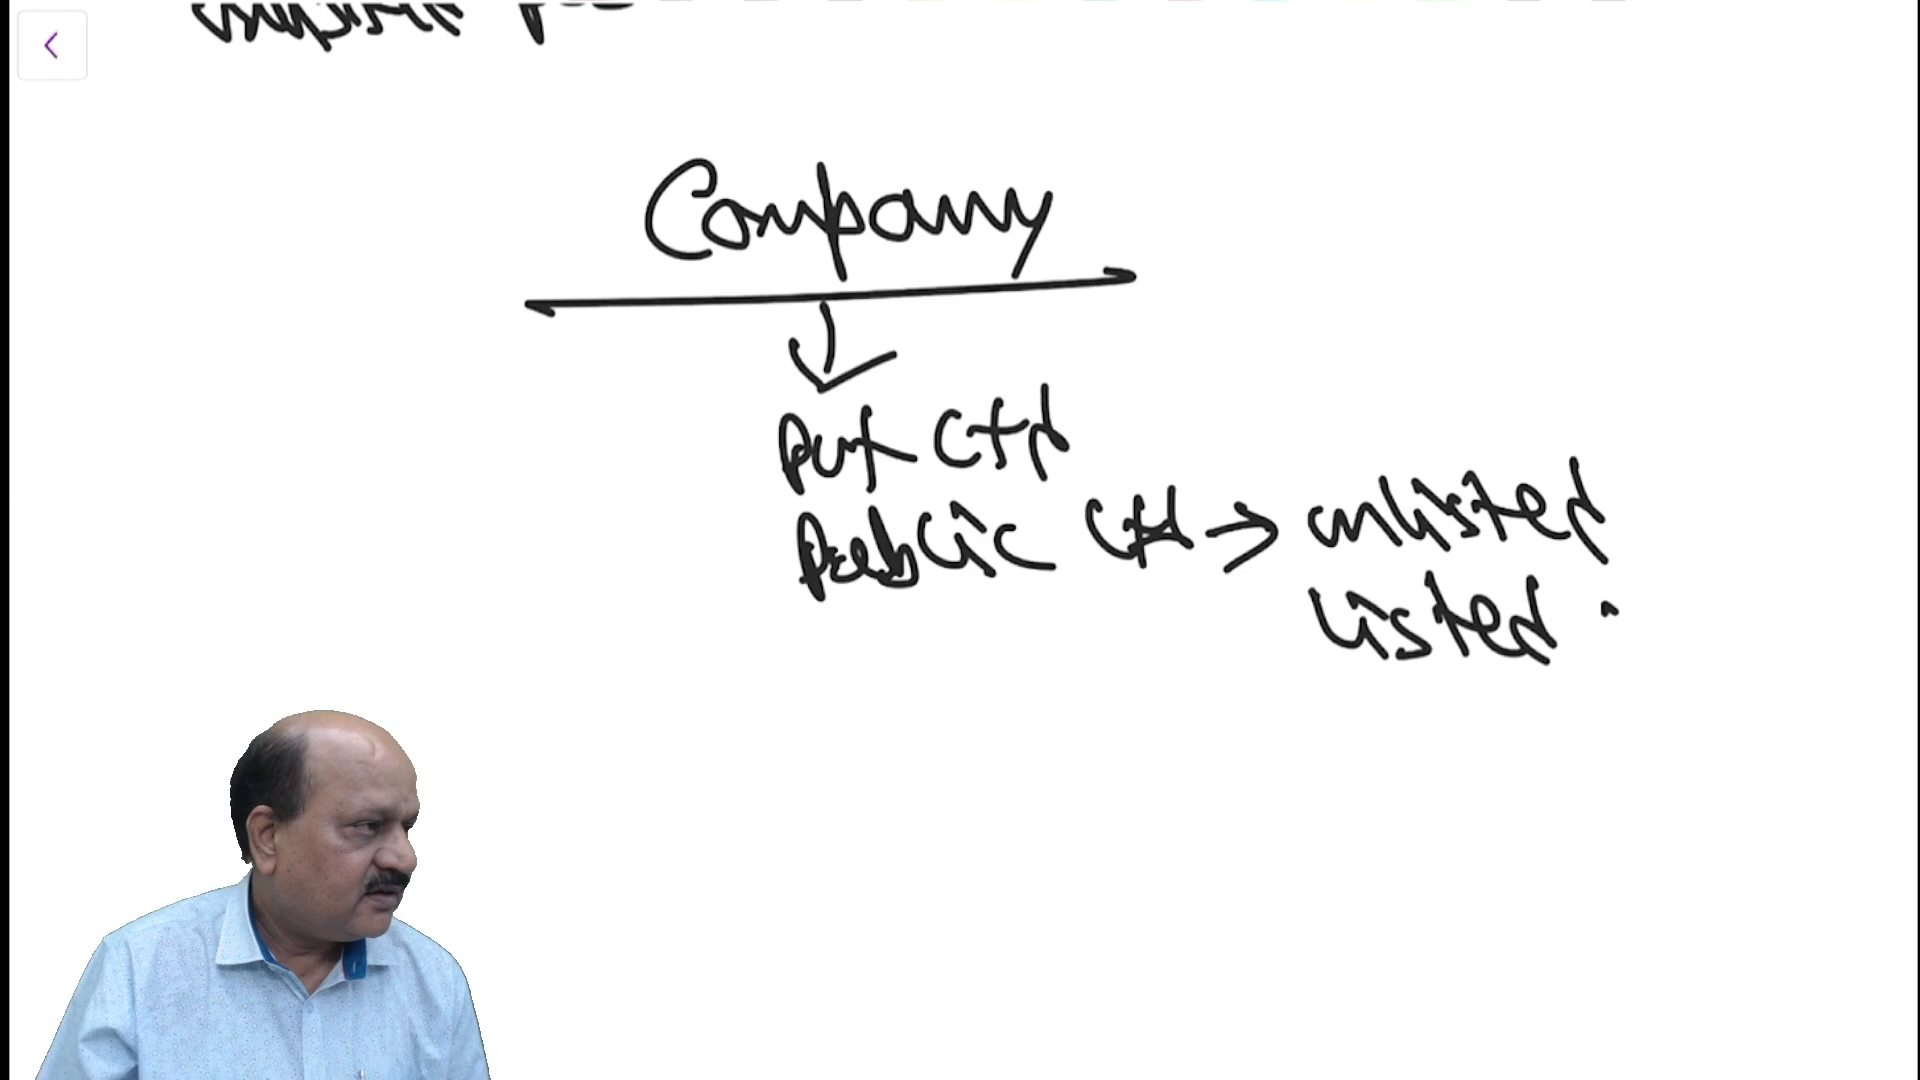 Company
Pvt Ltd
Public Ltd → unlisted
listed